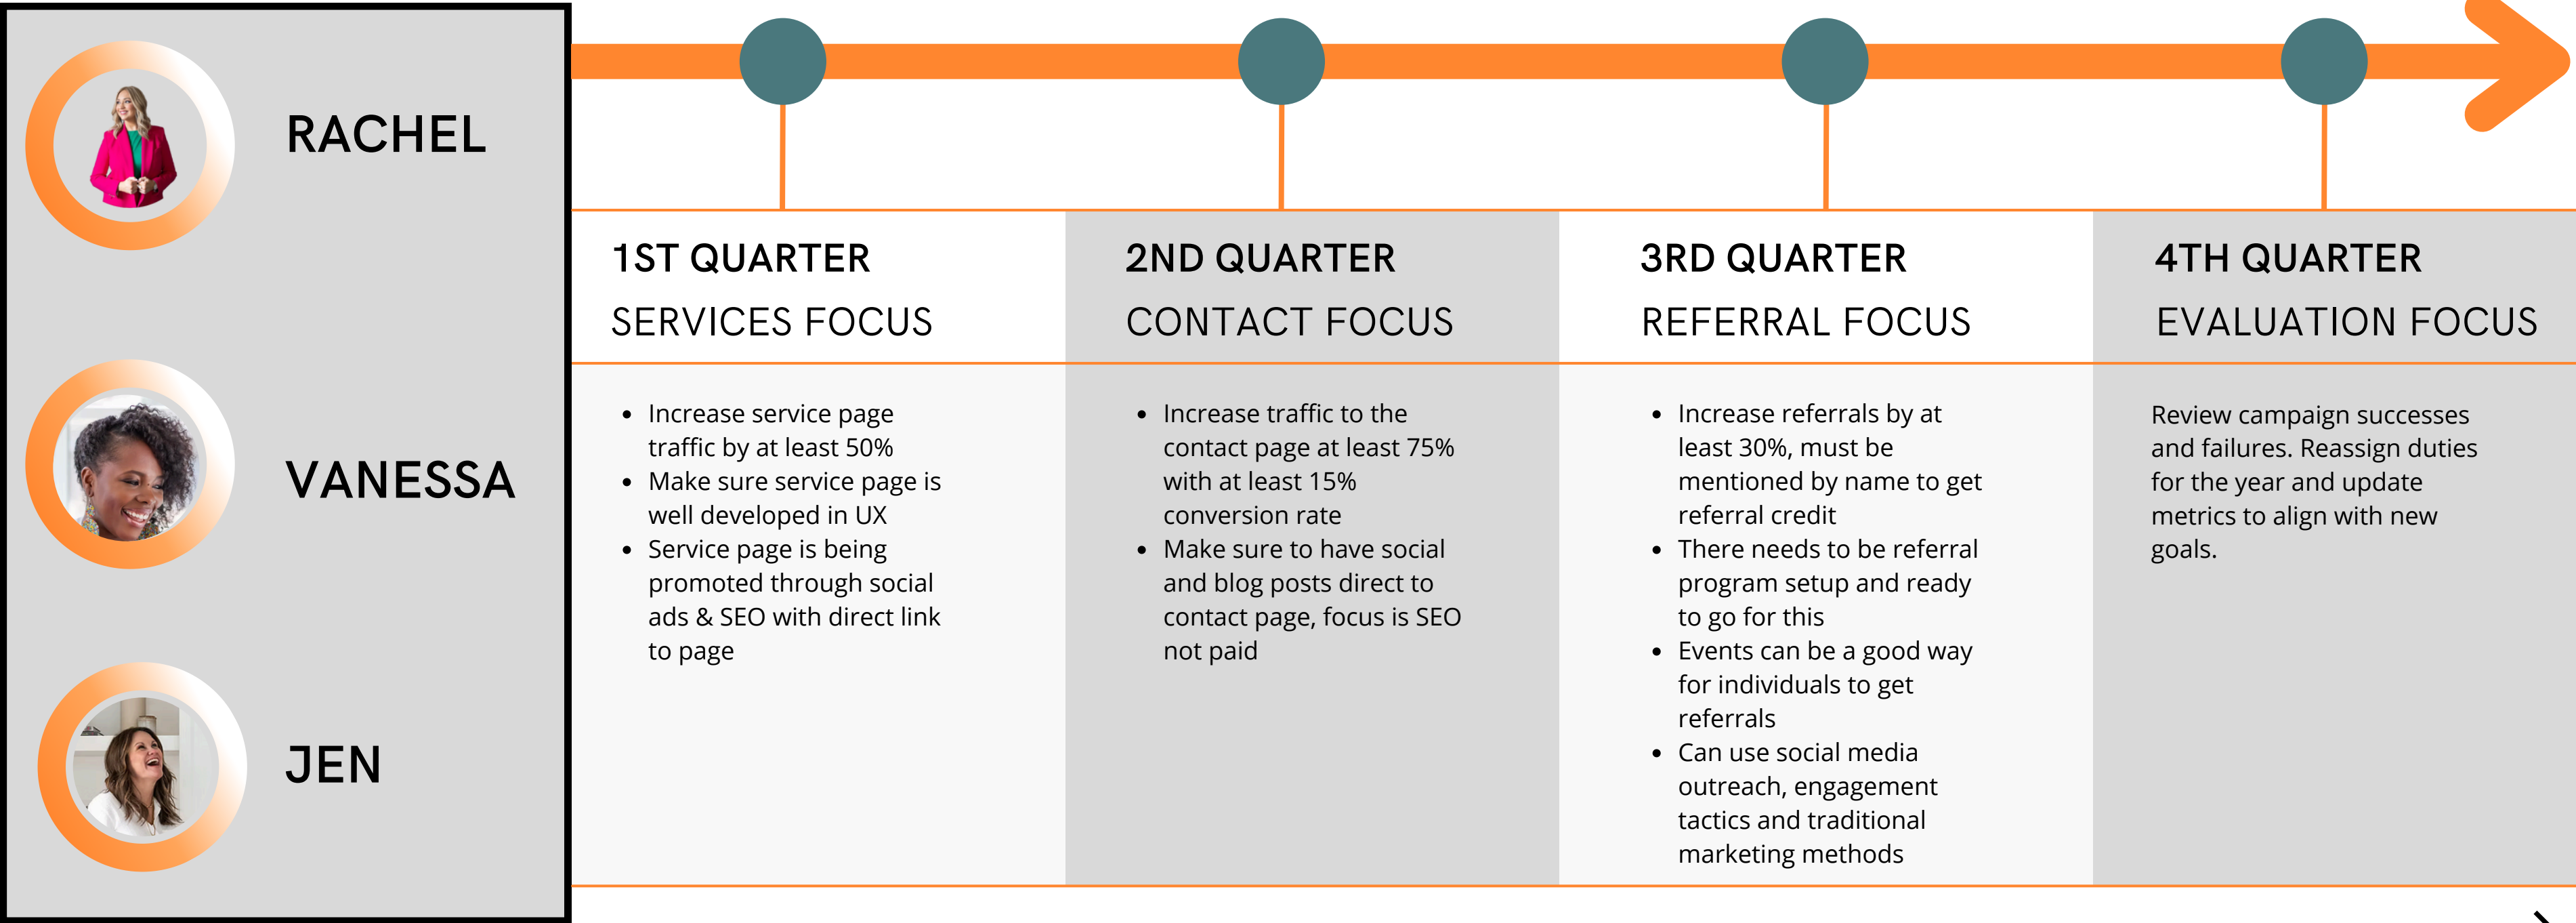 RACHEL
VANESSA
JEN
1ST QUARTER
SERVICES FOCUS
Increase service page
traffic by at least 50%
Make sure service page is
well developed in UX
Service page is being
promoted through social
ads & SEO with direct link
to page
2ND QUARTER
CONTACT FOCUS
Increase traffic to the
contact page at least 75%
with at least 15%
conversion rate
Make sure to have social
and blog posts direct to
contact page, focus is SEO
not paid
3RD QUARTER
REFERRAL FOCUS
Increase referrals by at
least 30%, must be
mentioned by name to get
referral credit
There needs to be referral
program setup and ready
to go for this
Events can be a good way
for individuals to get
referrals
Can use social media
outreach, engagement
tactics and traditional
marketing methods
4TH QUARTER
EVALUATION FOCUS
Review campaign successes
and failures. Reassign duties
for the year and update
metrics to align with new
goals.